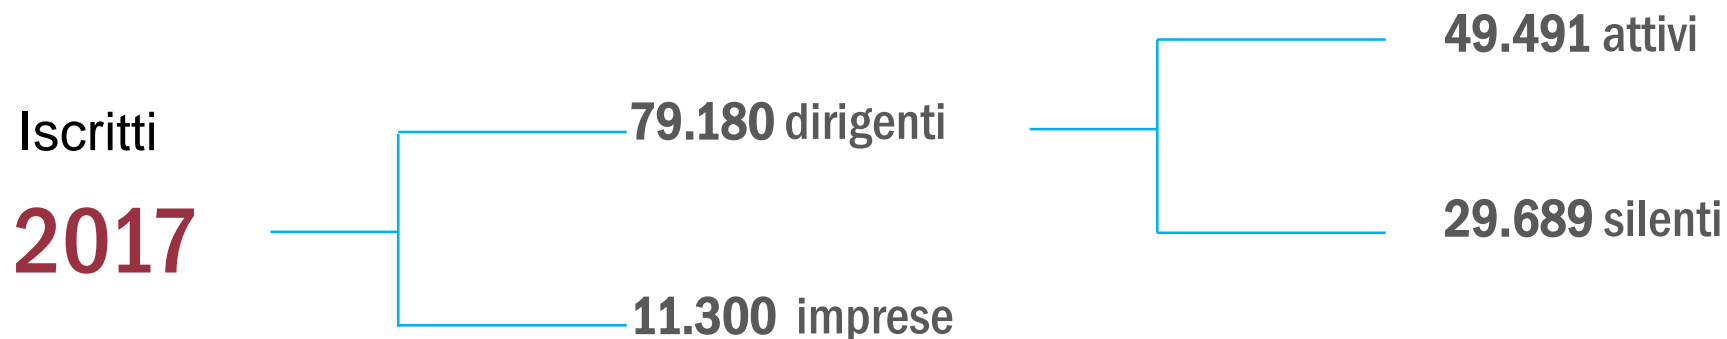 Iscritti
2017
79.180 dirigenti
11.300 imprese
49.491 attivi
29.689 silenti